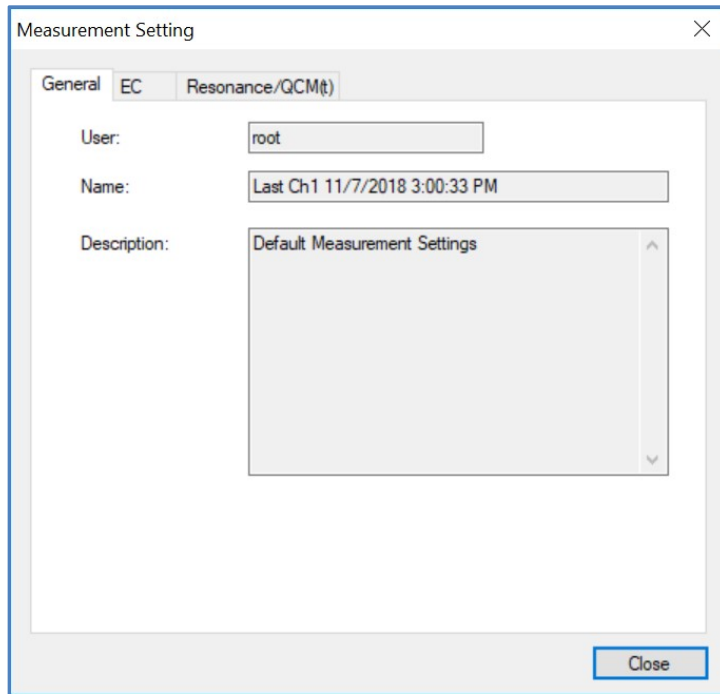 Measurement Setting
General EC Resonance/QCM(t)
User: root
Name: Last Ch1 11/7/2018 3:00:33 PM
Description: Default Measurement Settings
Close